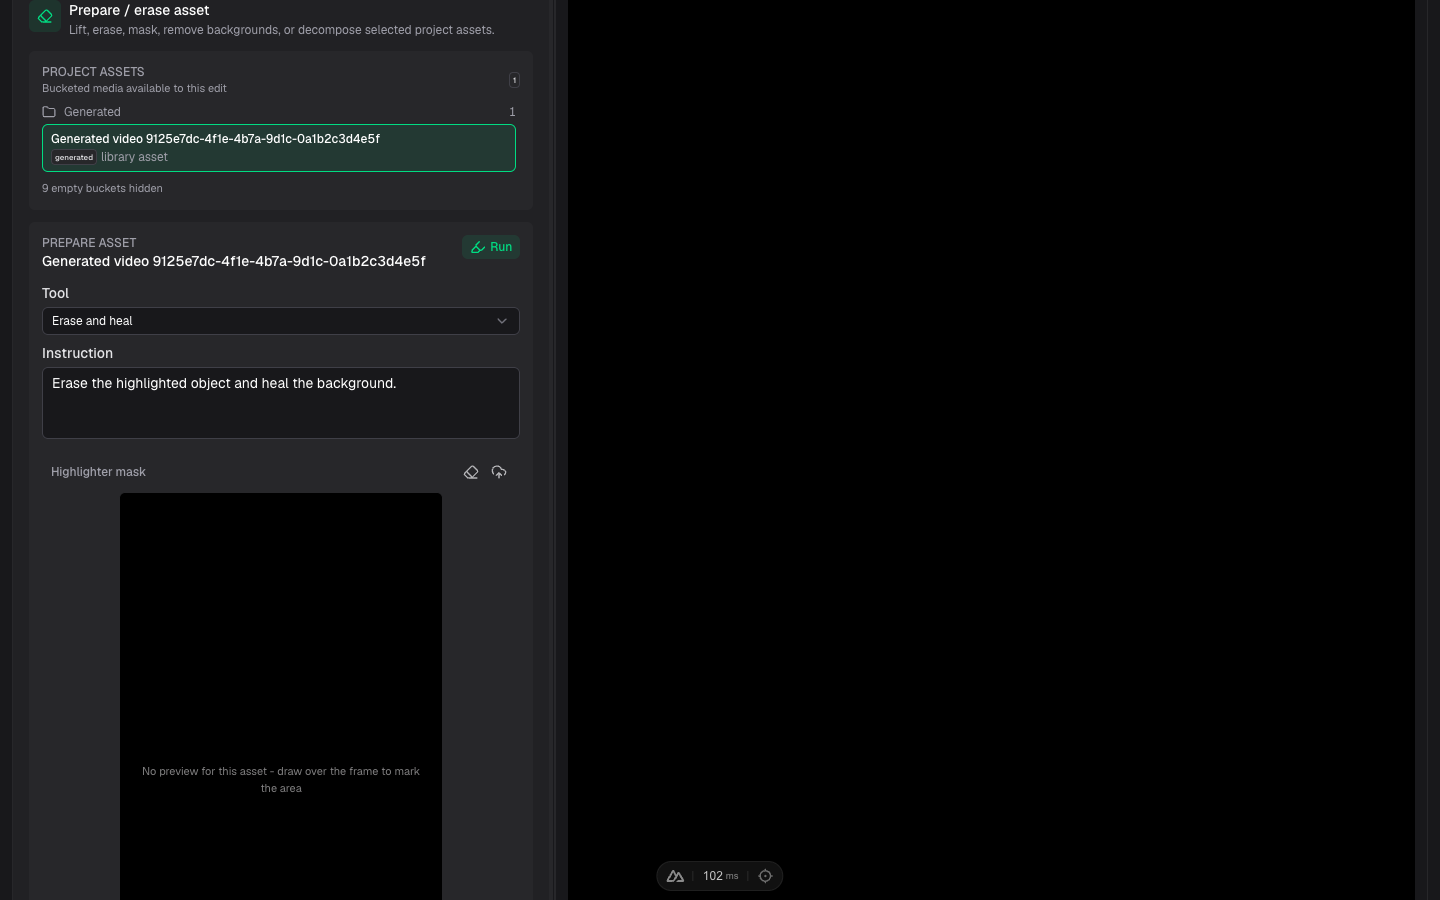 Prepare / erase asset
Lift, erase, mask, remove backgrounds, or decompose selected project assets.
PROJECT ASSETS
Bucketed media available to this edit
1
Generated
1
Generated video 9125e7dc-4f1e-4b7a-9d1c-0a1b2c3d4e5f
generated library asset
9 empty buckets hidden
PREPARE ASSET
Run
Generated video 9125e7dc-4f1e-4b7a-9d1c-0a1b2c3d4e5f
Tool
Erase and heal
Instruction
Erase the highlighted object and heal the background.
Highlighter mask
No preview for this asset - draw over the frame to mark
the area
102 ms